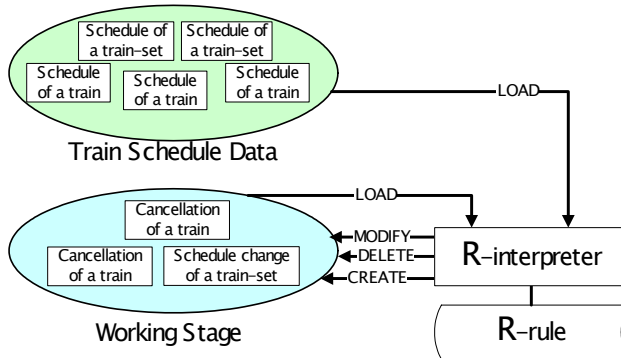 Schedule of
a train-set
Schedule of
a train-set
Schedule
of a train
Schedule
of a train
Schedule
of a train
LOAD
Train Schedule Data
LOAD
Cancellation
of a train
MODIFY
R-interpreter
Cancellation
of a train
Schedule change
of a train-set
DELETE
CREATE
Working Stage
R-rule